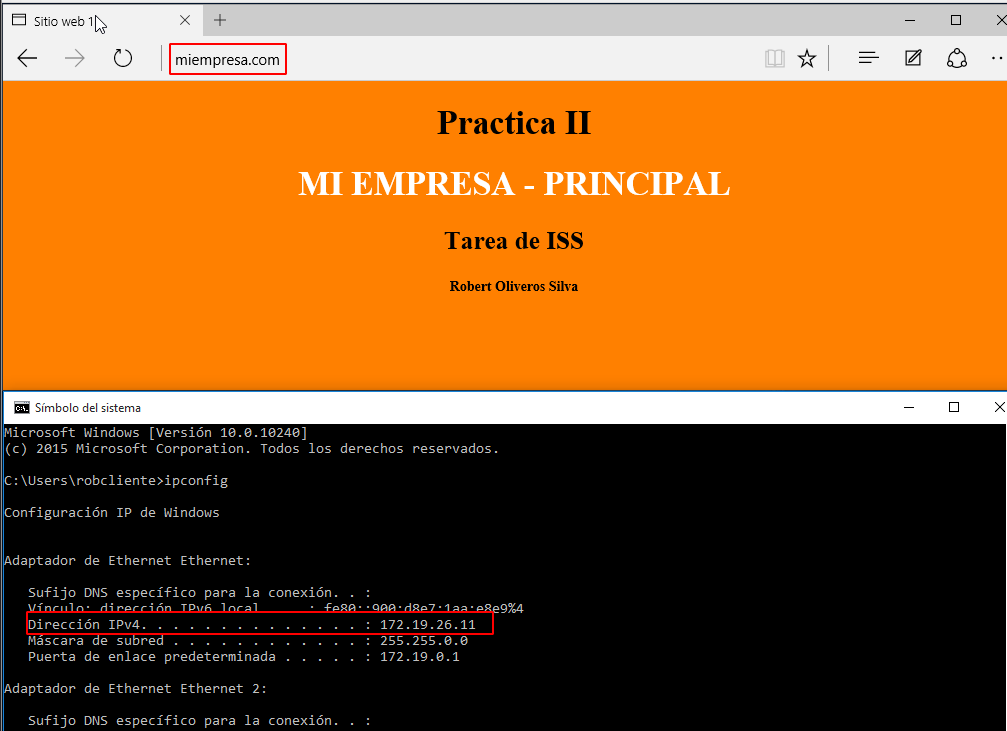 Sitio web 1
miempresa.com
Practica II
MI EMPRESA - PRINCIPAL
Tarea de ISS
Robert Oliveros Silva
Símbolo del sistema
Microsoft Windows [Versión 10.0.10240]
(c) 2015 Microsoft Corporation. Todos los derechos reservados.
C:\Users\robcliente>ipconfig
Configuración IP de Windows
Adaptador de Ethernet Ethernet:
Sufijo DNS específico para la conexión. . :
Vínculo: dirección IPv6 local. . . : fe80::900:d8e7:1aa:e8e9%4
Dirección IPv4. . . . . . . . . . . . . . : 172.19.26.11
Máscara de subred . . . . . . . . . . . . : 255.255.0.0
Puerta de enlace predeterminada . . . . . : 172.19.0.1
Adaptador de Ethernet Ethernet 2:
Sufijo DNS específico para la conexión. . :